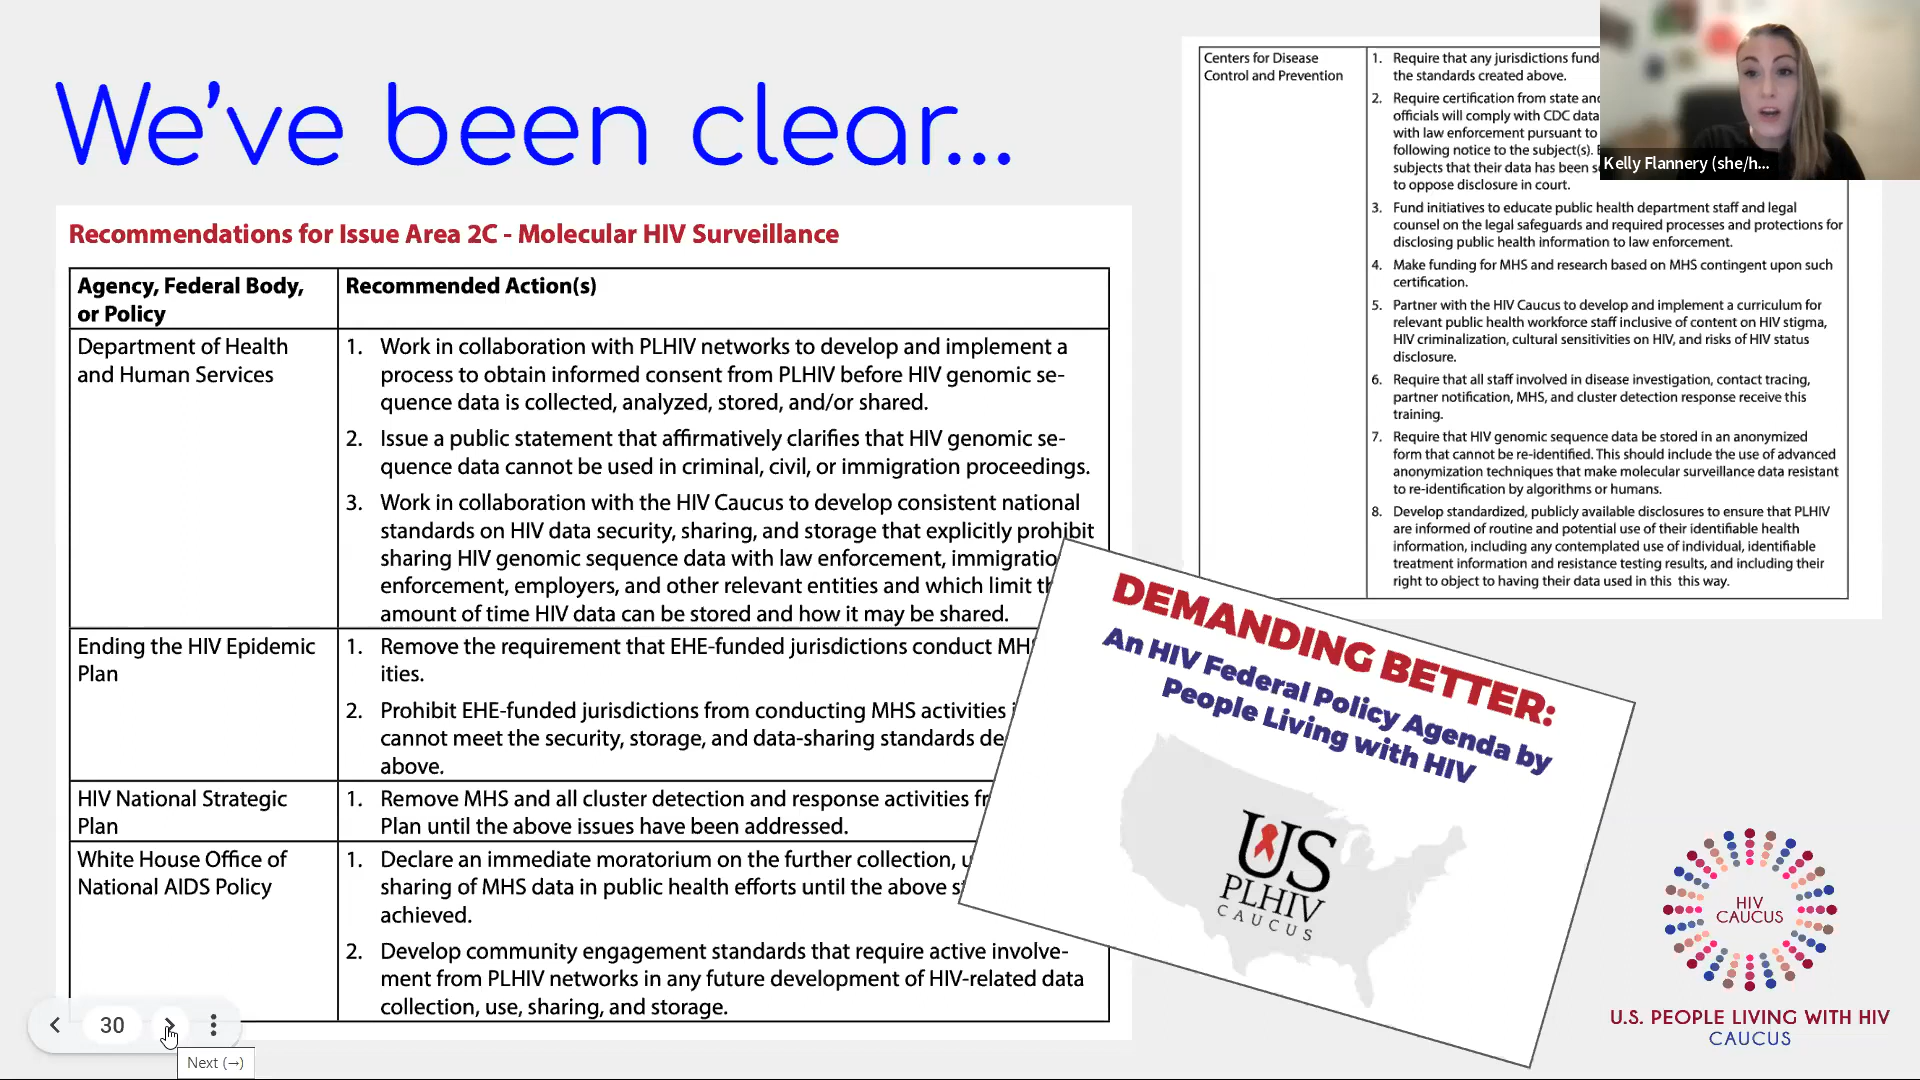 We've been clear...
Recommendations for Issue Area 2C - Molecular HIV Surveillance
Agency, Federal Body,
or Policy
Recommended Action(s)
Department of Health
and Human Services
1. Work in collaboration with PLHIV networks to develop and implement a
process to obtain informed consent from PLHIV before HIV genomic se-
quence data is collected, analyzed, stored, and/or shared.
2. Issue a public statement that affirmatively clarifies that HIV genomic se-
quence data cannot be used in criminal, civil, or immigration proceedings.
3. Work in collaboration with the HIV Caucus to develop consistent national
standards on HIV data security, sharing, and storage that explicitly prohibit
sharing HIV genomic sequence data with law enforcement, immigratio
enforcement, employers, and other relevant entities and which limit th
amount of time HIV data can be stored and how it may be shared.
Ending the HIV Epidemic
Plan
1. Remove the requirement that EHE-funded jurisdictions conduct MH
ities.
2. Prohibit EHE-funded jurisdictions from conducting MHS activities
cannot meet the security, storage, and data-sharing standards de
above.
HIV National Strategic
Plan
1. Remove MHS and all cluster detection and response activities fr
Plan until the above issues have been addressed.
White House Office of
National AIDS Policy
1. Declare an immediate moratorium on the further collection, u
sharing of MHS data in public health efforts until the above s
achieved.
2. Develop community engagement standards that require active involve-
ment from PLHIV networks in any future development of HIV-related data
collection, use, sharing, and storage.
Centers for Disease
Control and Prevention
1. Require that any jurisdictions fund
the standards created above.
2. Require certification from state and
officials will comply with CDC data
with law enforcement pursuant to
following notice to the subject(s).
subjects that their data has been s
to oppose disclosure in court.
3. Fund initiatives to educate public health department staff and legal
counsel on the legal safeguards and required processes and protections for
disclosing public health information to law enforcement.
4. Make funding for MHS and research based on MHS contingent upon such
certification.
5. Partner with the HIV Caucus to develop and implement a curriculum for
relevant public health workforce staff inclusive of content on HIV stigma,
HIV criminalization, cultural sensitivities on HIV, and risks of HIV status
disclosure.
6. Require that all staff involved in disease investigation, contact tracing,
partner notification, MHS, and cluster detection response receive this
training.
7. Require that HIV genomic sequence data be stored in an anonymized
form that cannot be re-identified. This should include the use of advanced
anonymization techniques that make molecular surveillance data resistant
to re-identification by algorithms or humans.
8. Develop standardized, publicly available disclosures to ensure that PLHIV
are informed of routine and potential use of their identifiable health
information, including any contemplated use of individual, identifiable
treatment information and resistance testing results, and including their
right to object to having their data used in this this way.
Kelly Flannery (she/h...
DEMANDING BETTER:
An HIV Federal Policy Agenda by
People Living with HIV
US
PLHIV
CAUCUS
HIV
CAUCUS
U.S. PEOPLE LIVING WITH HIV
CAUCUS
30
Next (→)